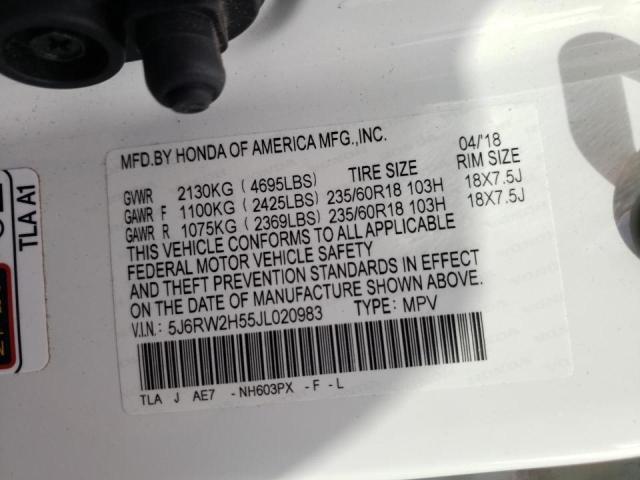 MFD.BY HONDA OF AMERICA MFG.,INC. 04/'18
TIRE SIZE RIM SIZE
GVWR 2130KG ( 4695LBS)
GAWR F 1100KG ( 2425LBS) 235/60R18 103H 18X7.5J
GAWR R 1075KG ( 2369LBS) 235/60R18 103H 18X7.5J
THIS VEHICLE CONFORMS TO ALL APPLICABLE
FEDERAL MOTOR VEHICLE SAFETY
AND THEFT PREVENTION STANDARDS IN EFFECT
ON THE DATE OF MANUFACTURE SHOWN ABOVE.
V.I.N.: 5J6RW2H55JL020983 TYPE: MPV
TLA J AE7 -NH603PX -F -L
TLA A1